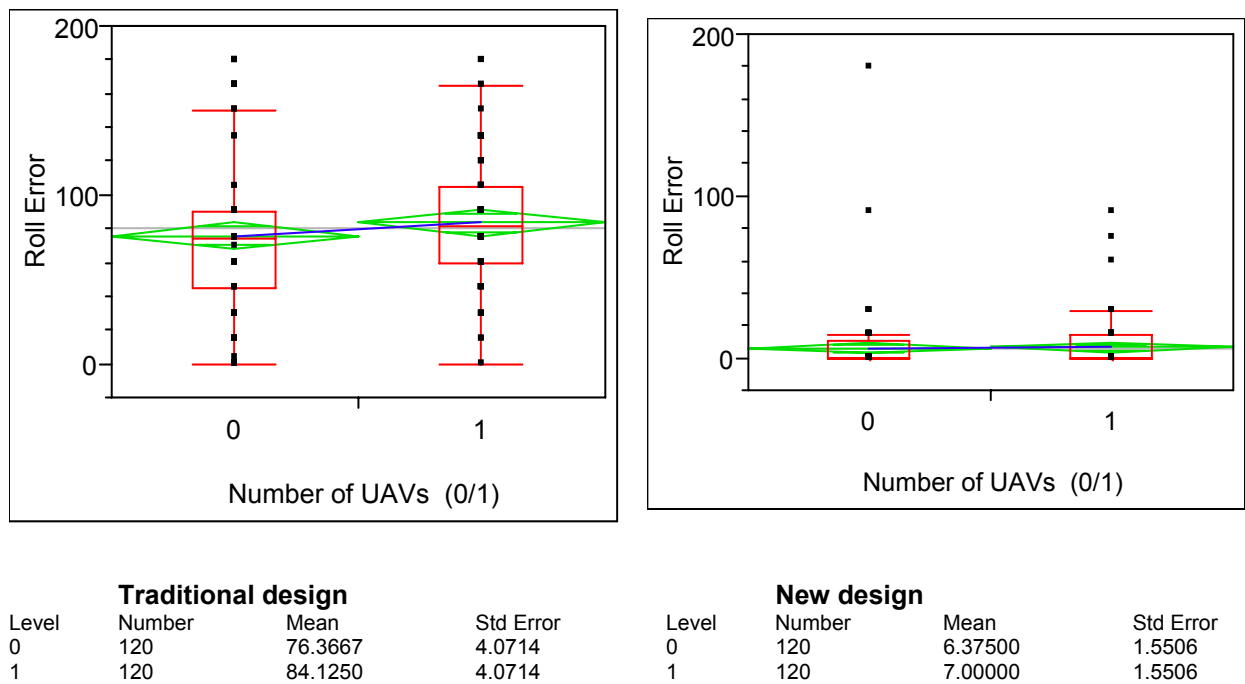 200
100
0
Roll Error
0 1
Number of UAVs (0/1)
200
100
0
Roll Error
0 1
Number of UAVs (0/1)
Traditional design
Level Number Mean Std Error
0 120 76.3667 4.0714
1 120 84.1250 4.0714
New design
Level Number Mean Std Error
0 120 6.37500 1.5506
1 120 7.00000 1.5506